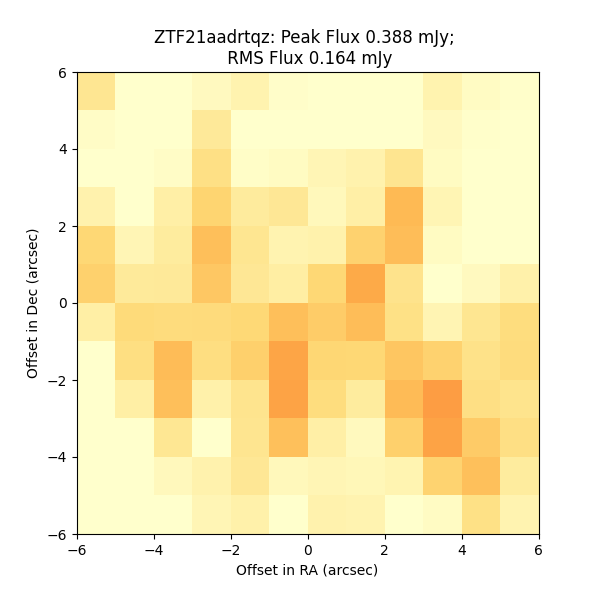 ZTF21aadrtqz: Peak Flux 0.388 mJy;
RMS Flux 0.164 mJy
6
4
2
0
−2
−4
−6
Offset in Dec (arcsec)
−6 −4 −2 0 2 4 6
Offset in RA (arcsec)